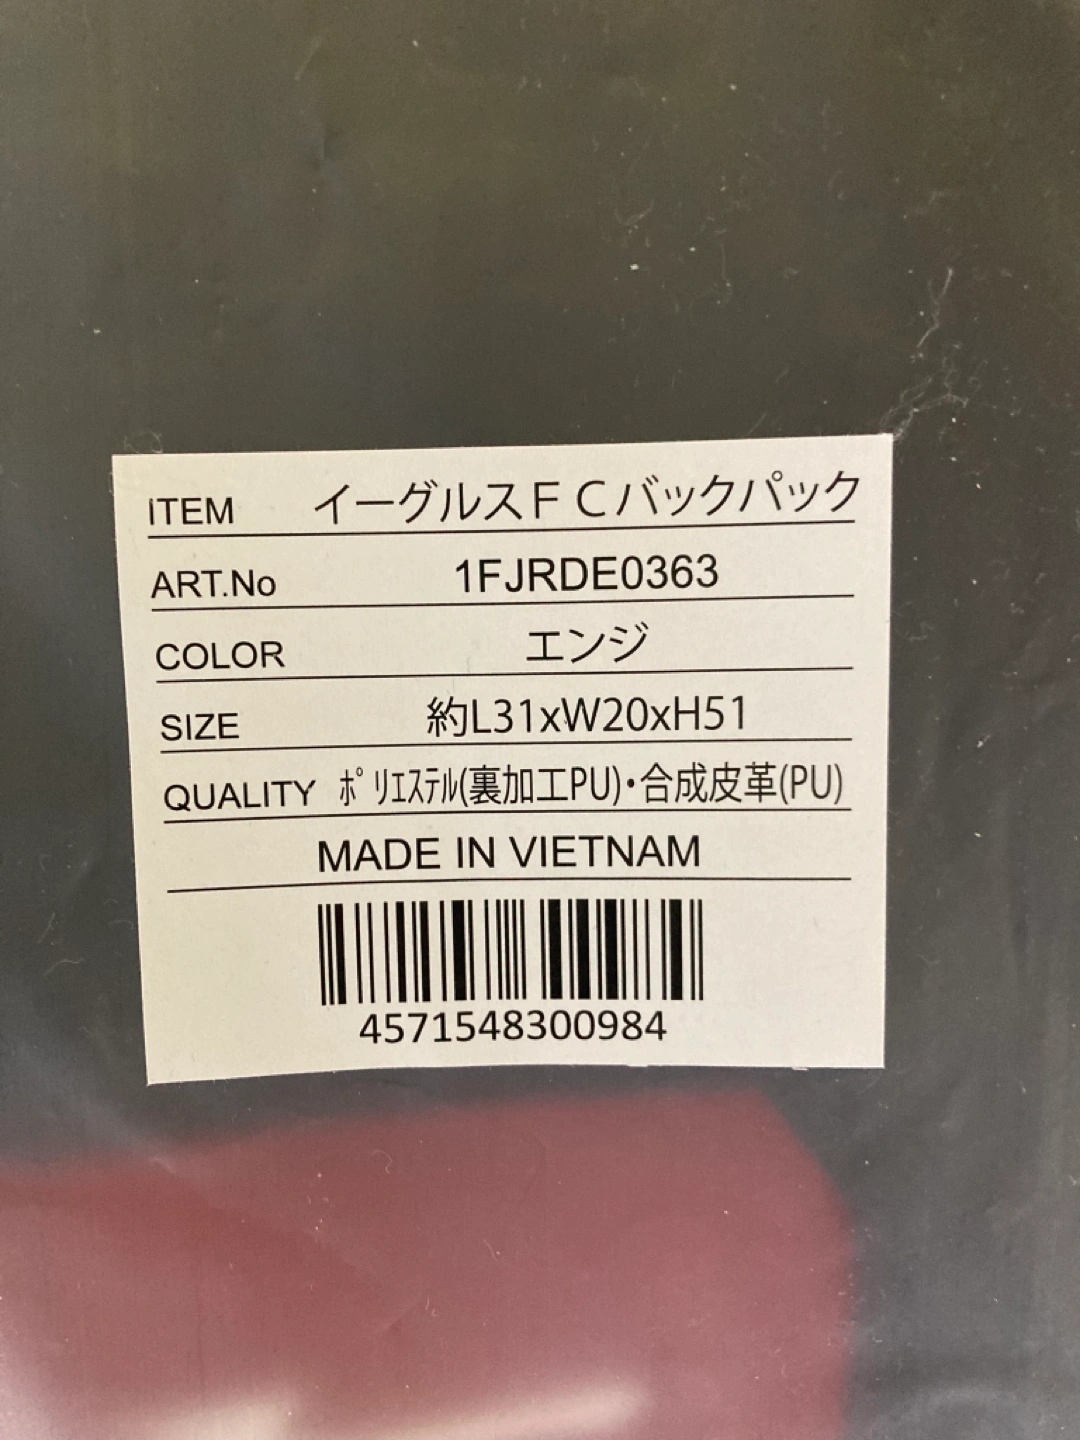 ITEM イーグルスＦＣバックパック
ART.No 1FJRDE0363
COLOR エンジ
SIZE 約L31xW20xH51
QUALITY ﾎﾟﾘｴｽﾃﾙ(裏加工PU)・合成皮革(PU)
MADE IN VIETNAM
4571548300984